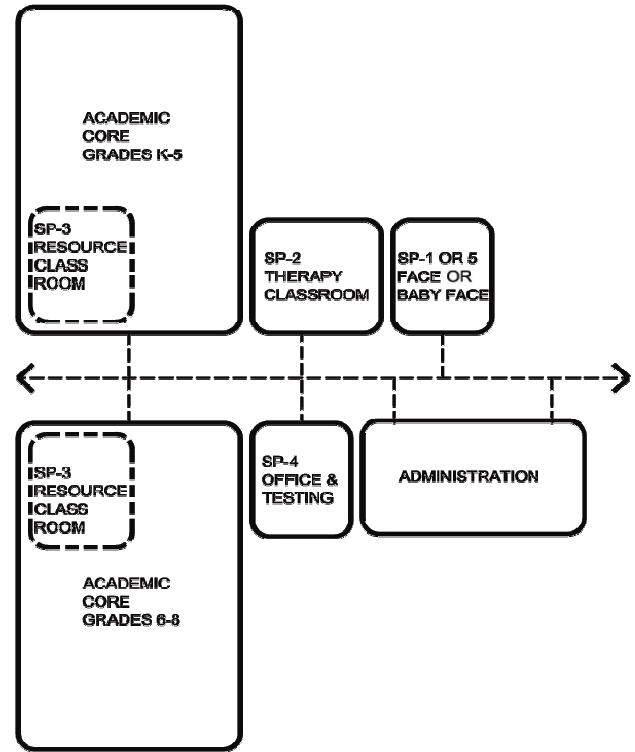 ACADEMIC
CORE
GRADES K-5
SP-3
RESOURCE
CLASS
ROOM
SP-2
THERAPY
CLASSROOM
SP-1 OR 5
FACE OR
BABY FACE
SP-3
RESOURCE
CLASS
ROOM
SP-4
OFFICE &
TESTING
ADMINISTRATION
ACADEMIC
CORE
GRADES 6-8